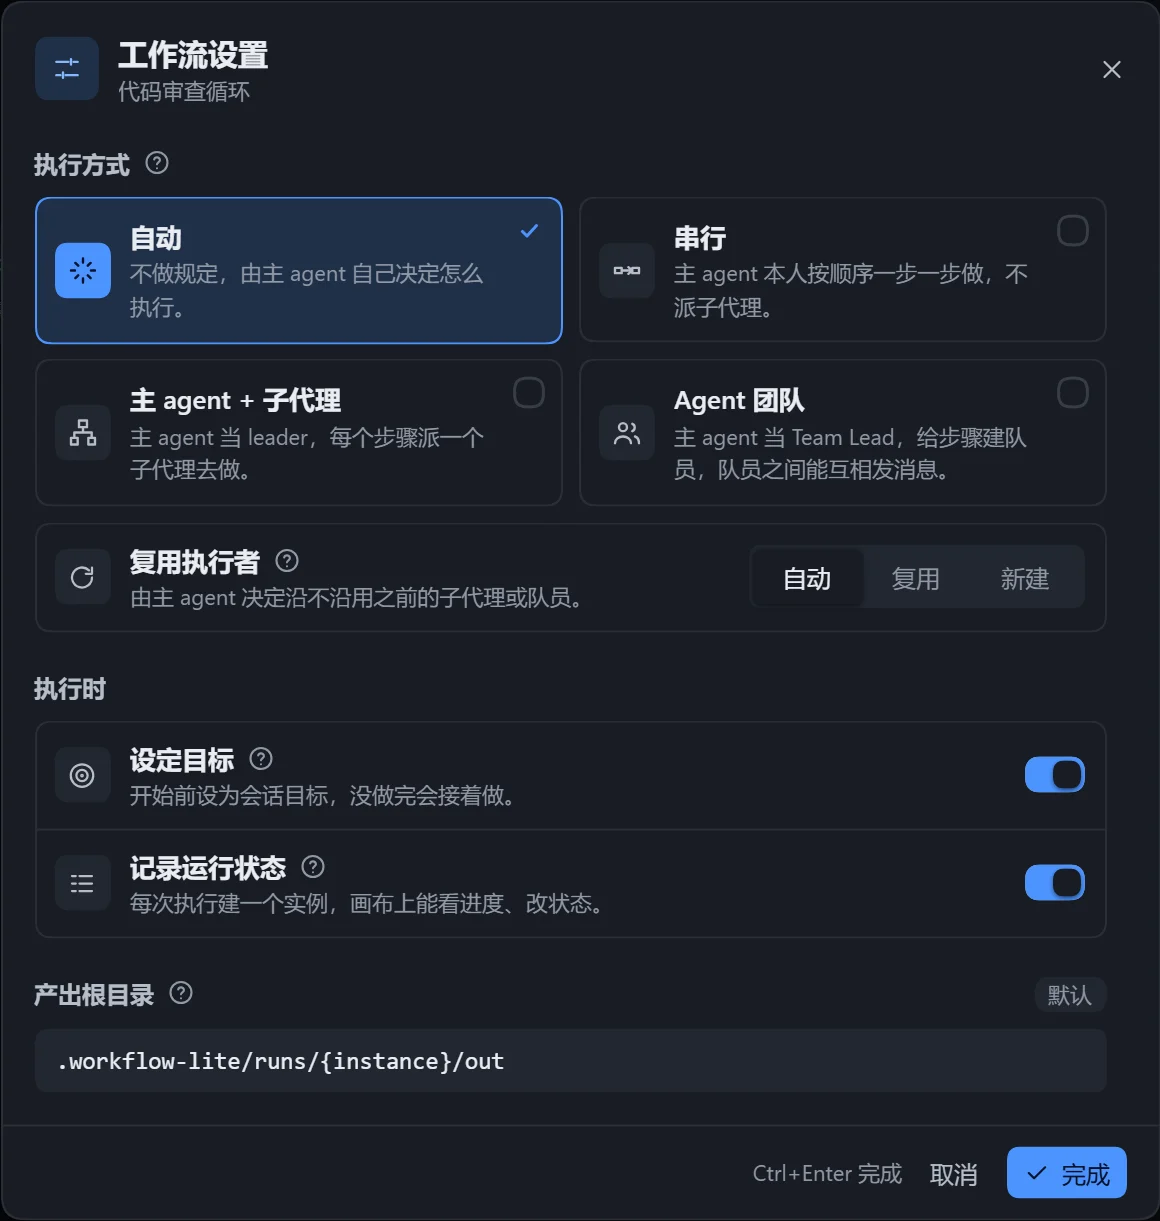 工作流设置
代码审查循环
执行方式
自动
不做规定，由主 agent 自己决定怎么
执行。
串行
主 agent 本人按顺序一步一步做，不
派子代理。
主 agent + 子代理
主 agent 当 leader，每个步骤派一个
子代理去做。
Agent 团队
主 agent 当 Team Lead，给步骤建队
员，队员之间能互相发消息。
复用执行者
由主 agent 决定沿不沿用之前的子代理或队员。
自动 复用 新建
执行时
设定目标
开始前设为会话目标，没做完会接着做。
记录运行状态
每次执行建一个实例，画布上能看进度、改状态。
产出根目录
默认
.workflow-lite/runs/{instance}/out
Ctrl+Enter 完成 取消 完成